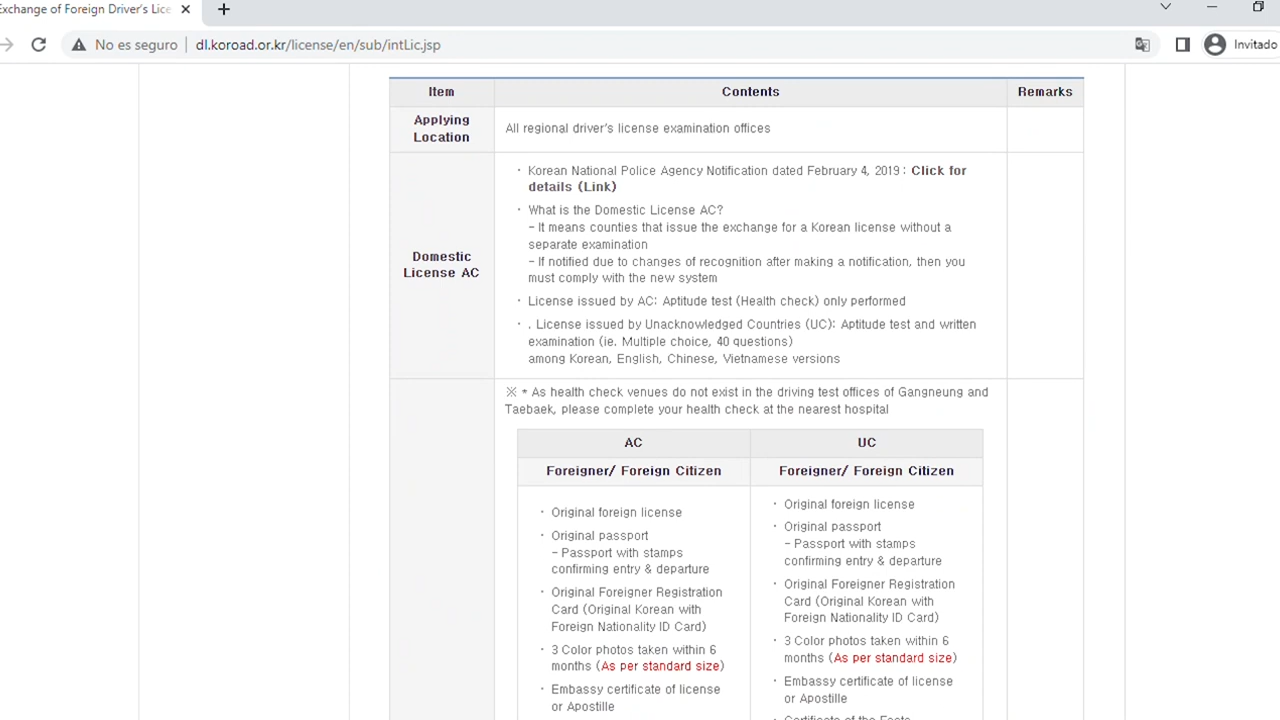 Exchange of Foreign Driver's Lice
No es seguro
dl.koroad.or.kr/license/en/sub/intLic.jsp
Invitado
Item
Contents
Remarks
Applying
Location
All regional driver's license examination offices
Domestic
License AC
· Korean National Police Agency Notification dated February 4, 2019 : Click for
details (Link)
· What is the Domestic License AC?
- It means counties that issue the exchange for a Korean license without a
separate examination
- If notified due to changes of recognition after making a notification, then you
must comply with the new system
· License issued by AC: Aptitude test (Health check) only performed
· . License issued by Unacknowledged Countries (UC): Aptitude test and written
examination (ie. Multiple choice, 40 questions)
among Korean, English, Chinese, Vietnamese versions
※ * As health check venues do not exist in the driving test offices of Gangneung and
Taebaek, please complete your health check at the nearest hospital
AC
Foreigner/ Foreign Citizen
· Original foreign license
· Original passport
- Passport with stamps
confirming entry & departure
· Original Foreigner Registration
Card (Original Korean with
Foreign Nationality ID Card)
· 3 Color photos taken within 6
months (As per standard size)
· Embassy certificate of license
or Apostille
UC
Foreigner/ Foreign Citizen
· Original foreign license
· Original passport
- Passport with stamps
confirming entry & departure
· Original Foreigner Registration
Card (Original Korean with
Foreign Nationality ID Card)
· 3 Color photos taken within 6
months (As per standard size)
· Embassy certificate of license
or Apostille
· Certificate of the Facts